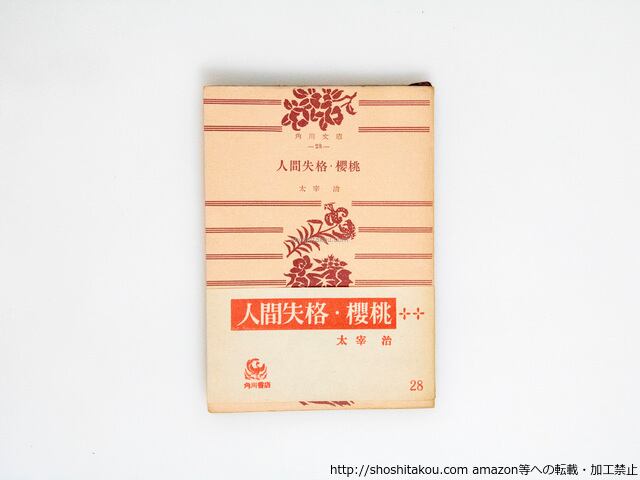 角川文庫
—28—
人間失格・櫻桃
太宰 治
人間失格・櫻桃
太宰 治
角川書店
28
http://shoshitakou.com amazon等への転載・加工禁止